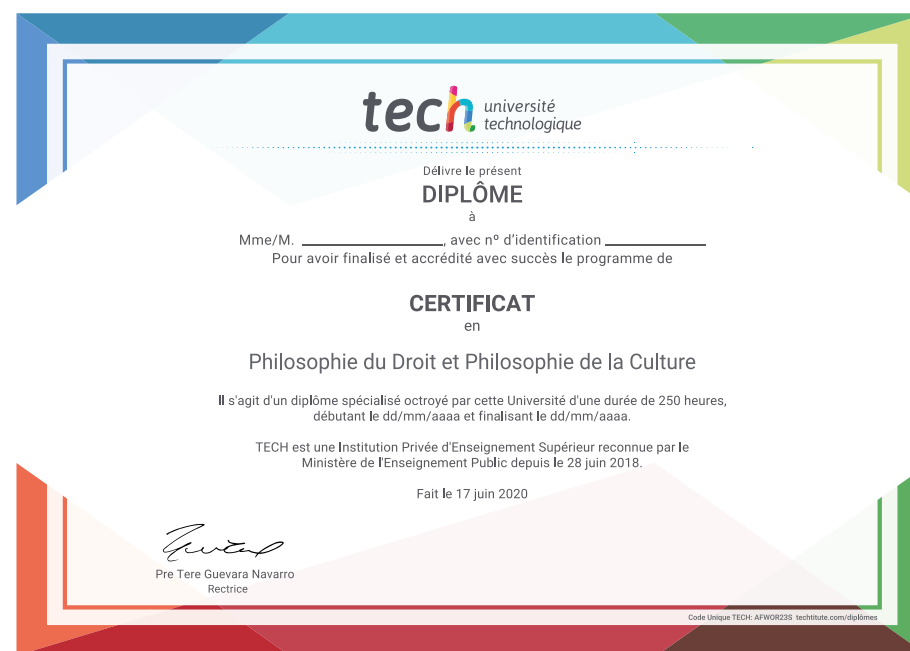 tech université
technologique
Délivre le présent
DIPLÔME
à
Mme/M. ____________________, avec nº d'identification ______________
Pour avoir finalisé et accrédité avec succès le programme de
CERTIFICAT
en
Philosophie du Droit et Philosophie de la Culture
Il s'agit d'un diplôme spécialisé octroyé par cette Université d'une durée de 250 heures,
débutant le dd/mm/aaaa et finalisant le dd/mm/aaaa.
TECH est une Institution Privée d'Enseignement Supérieur reconnue par le
Ministère de l'Enseignement Public depuis le 28 juin 2018.
Fait le 17 juin 2020
Pre Tere Guevara Navarro
Rectrice
Code Unique TECH: AFWOR23S techtitute.com/diplômes